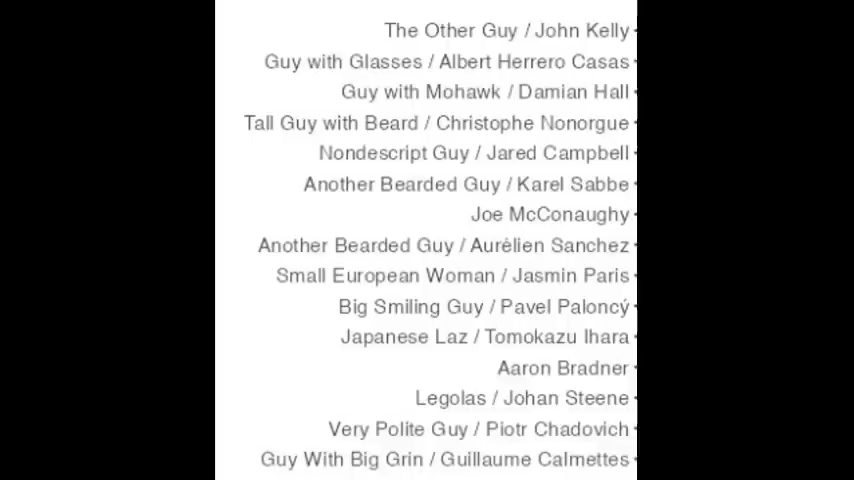 The Other Guy / John Kelly
Guy with Glasses / Albert Herrero Casas
Guy with Mohawk / Damian Hall
Tall Guy with Beard / Christophe Nonorgue
Nondescript Guy / Jared Campbell
Another Bearded Guy / Karel Sabbe
Joe McConaughy
Another Bearded Guy / Aurélien Sanchez
Small European Woman / Jasmin Paris
Big Smiling Guy / Pavel Paloncý
Japanese Laz / Tomokazu Ihara
Aaron Bradner
Legolas / Johan Steene
Very Polite Guy / Piotr Chadovich
Guy With Big Grin / Guillaume Calmettes